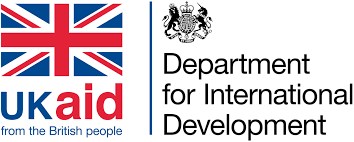 UKaid
from the British people
Department
for International
Development